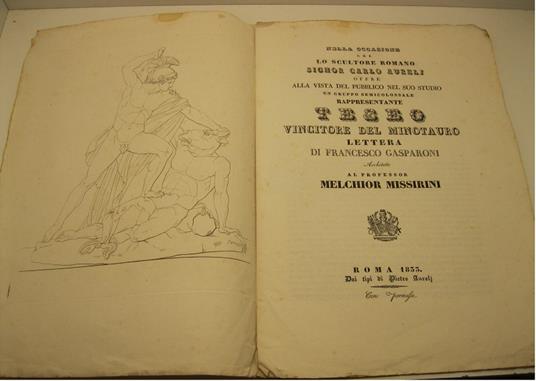 NELLA OCCASIONE
CHE
LO SCULTORE ROMANO
SIGNOR CARLO AURELI
OFFRE
ALLA VISTA DEL PUBBLICO NEL SUO STUDIO
UN GRUPPO SEMICOLOSSALE
RAPPRESENTANTE
TESEO
VINCITORE DEL MINOTAURO
LETTERA
DI FRANCESCO GASPARONI
Architetto
AL PROFESSOR
MELCHIOR MISSIRINI
ROMA 1833.
Dai tipi di Pietro Aureli
Con permesso.